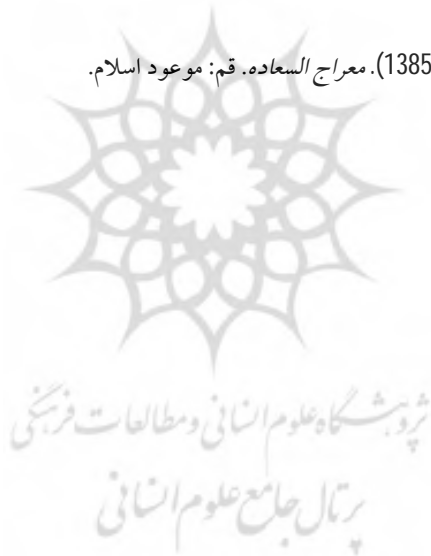 1385). معراج السعاده. قم: موعود اسلام.
پژوهشگاه علوم انسانی و مطالعات فرهنگی
پرتال جامع علوم انسانی